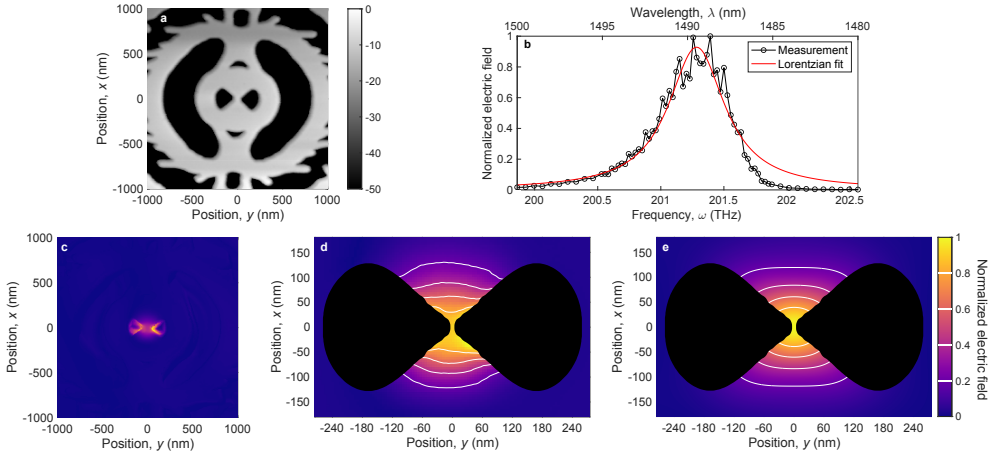 a
1000
500
0
-500
-1000
Position, x (nm)
-1000 -500 0 500 1000
Position, y (nm)
0
-10
-20
-30
-40
-50
Wavelength, λ (nm)
1500 1495 1490 1485 1480
b
Measurement
Lorentzian fit
1
0.8
0.6
0.4
0.2
0
Normalized electric field
200 200.5 201 201.5 202 202.5
Frequency, ω (THz)
c
1000
500
0
-500
-1000
Position, x (nm)
-1000 -500 0 500 1000
Position, y (nm)
d
150
100
50
0
-50
-100
-150
Position, x (nm)
-240 -180 -120 -60 0 60 120 180 240
Position, y (nm)
e
150
100
50
0
-50
-100
-150
Position, x (nm)
-240 -180 -120 -60 0 60 120 180 240
Position, y (nm)
1
0.8
0.6
0.4
0.2
0
Normalized electric field